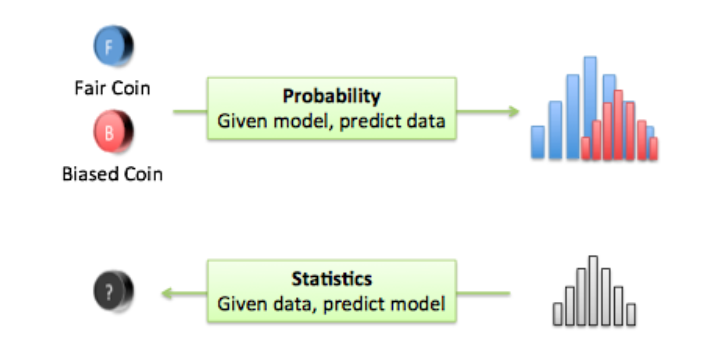 F
Fair Coin
B
Biased Coin
Probability
Given model, predict data
?
Statistics
Given data, predict model